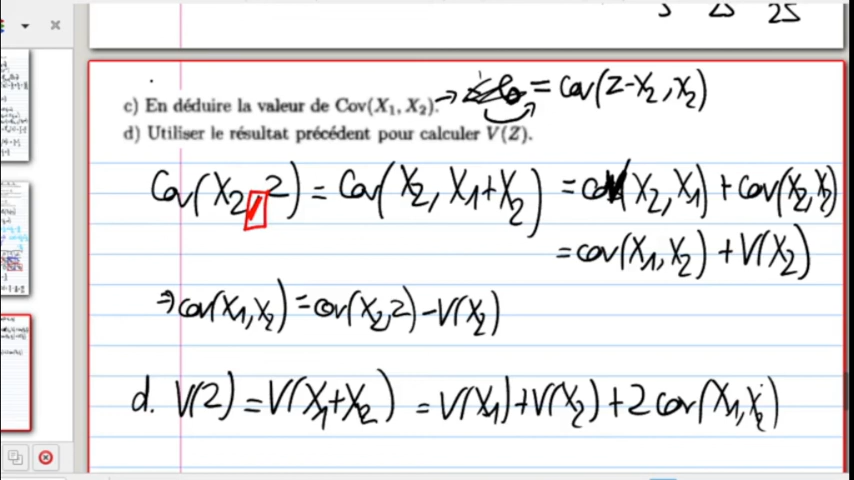 25
c) En déduire la valeur de Cov(X₁, X₂). → = Cov(Z-X₂, X₂)
d) Utiliser le résultat précédent pour calculer V(Z).
Cov(X₂, Z) = Cov(X₂, X₁+X₂) = cov(X₂, X₁) + cov(X₂, X₂)
= cov(X₁, X₂) + V(X₂)
⇒ cov(X₁, X₂) = cov(X₂, Z) - V(X₂)
d. V(Z) = V(X₁+X₂) = V(X₁) + V(X₂) + 2 cov(X₁, X₂)